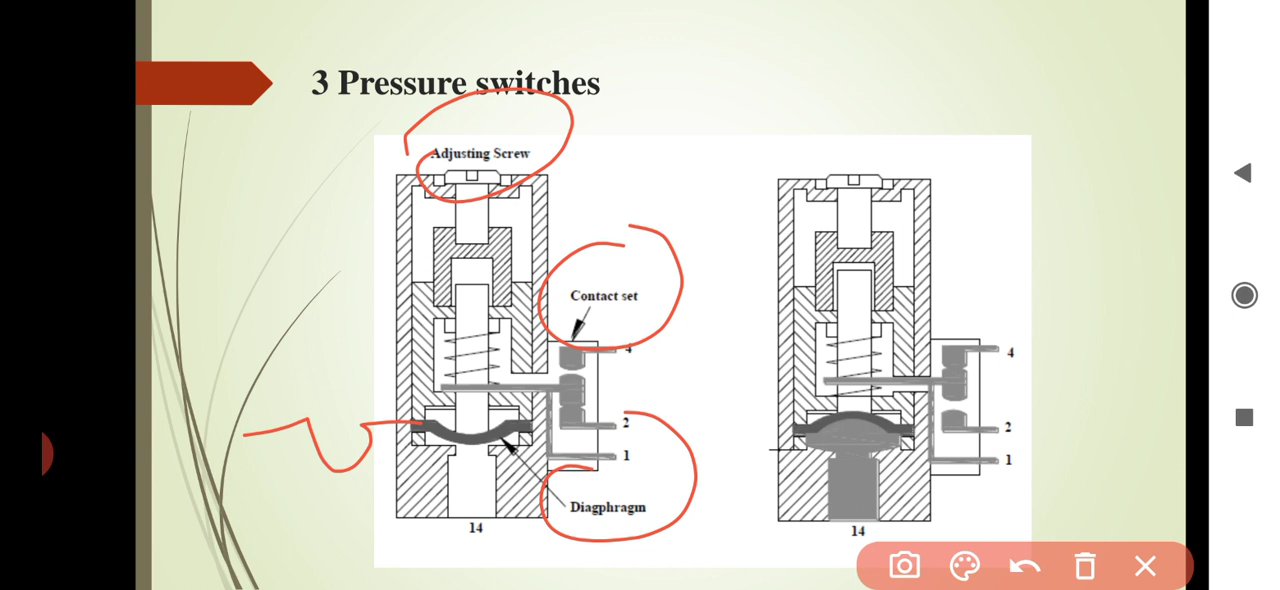 3 Pressure switches
Adjusting Screw
Contact set
4
2
1
Diagphragm
14
4
2
1
14